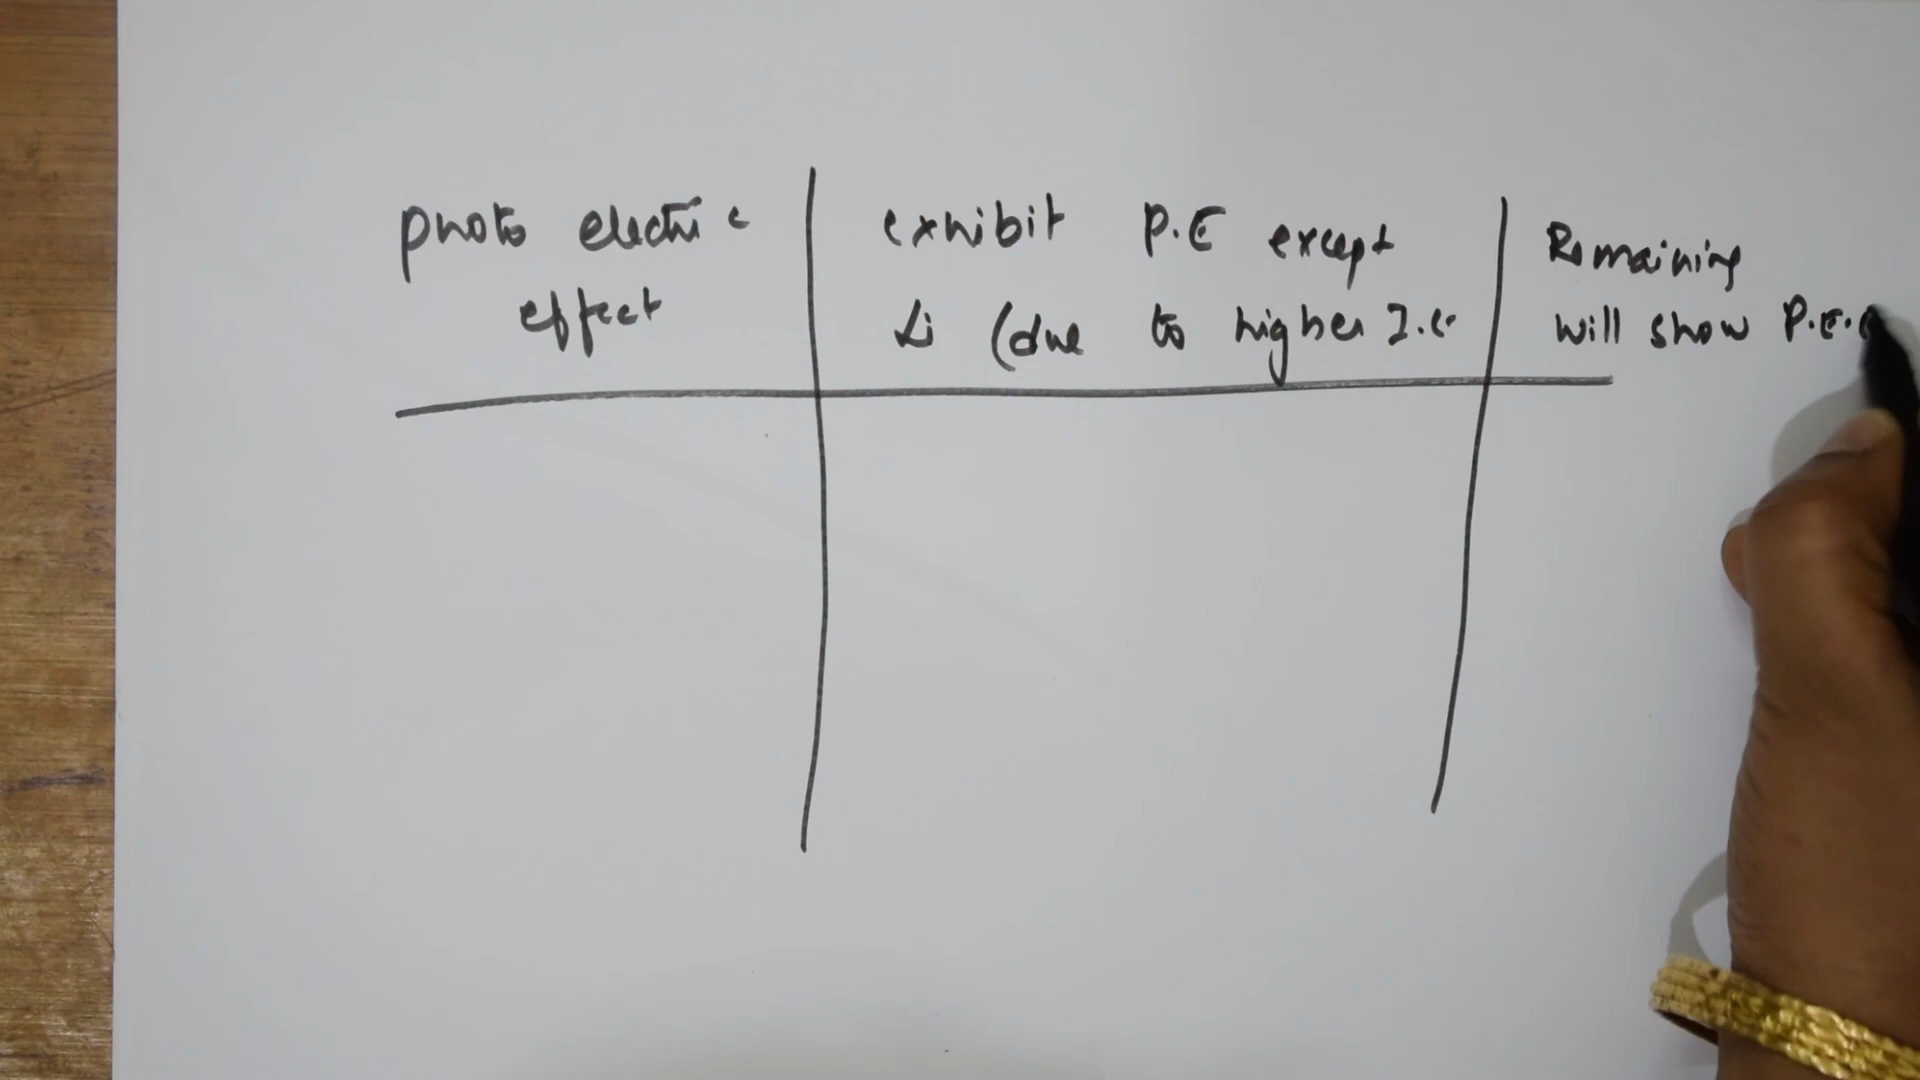 photo electric
effect
exhibit P.E except
Li (due to higher I.E
Remaining
will show P.E.